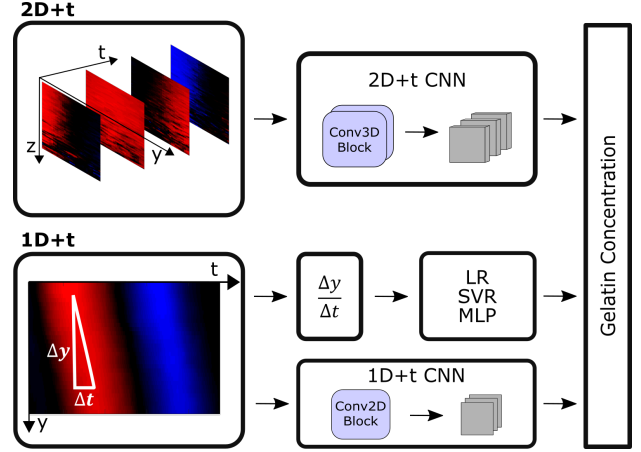 2D+t
t
z
y
2D+t CNN
Conv3D
Block
1D+t
t
Δy
Δt
y
Δy
Δt
LR
SVR
MLP
1D+t CNN
Conv2D
Block
Gelatin Concentration